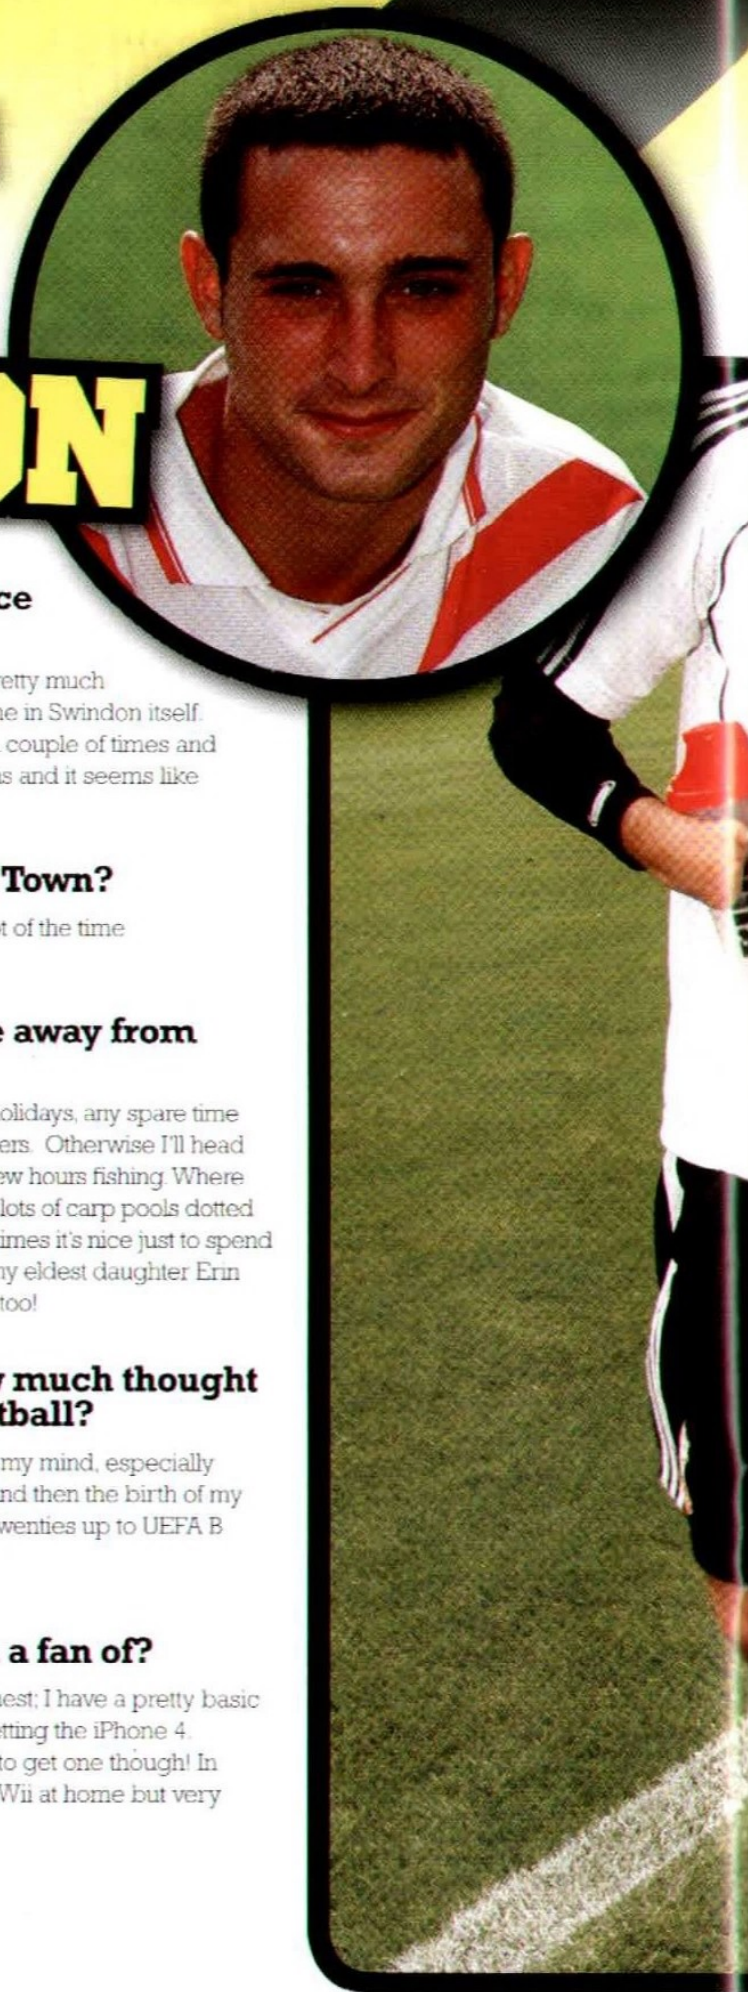 ON
ce
etty much
e in Swindon itself.
couple of times and
s and it seems like
Town?
t of the time
e away from
olidays, any spare time
ers. Otherwise I'll head
ew hours fishing. Where
lots of carp pools dotted
imes it's nice just to spend
ny eldest daughter Erin
too!
w much thought
tball?
my mind, especially
nd then the birth of my
wenties up to UEFA B
a fan of?
nest; I have a pretty basic
etting the iPhone 4.
to get one though! In
Wii at home but very